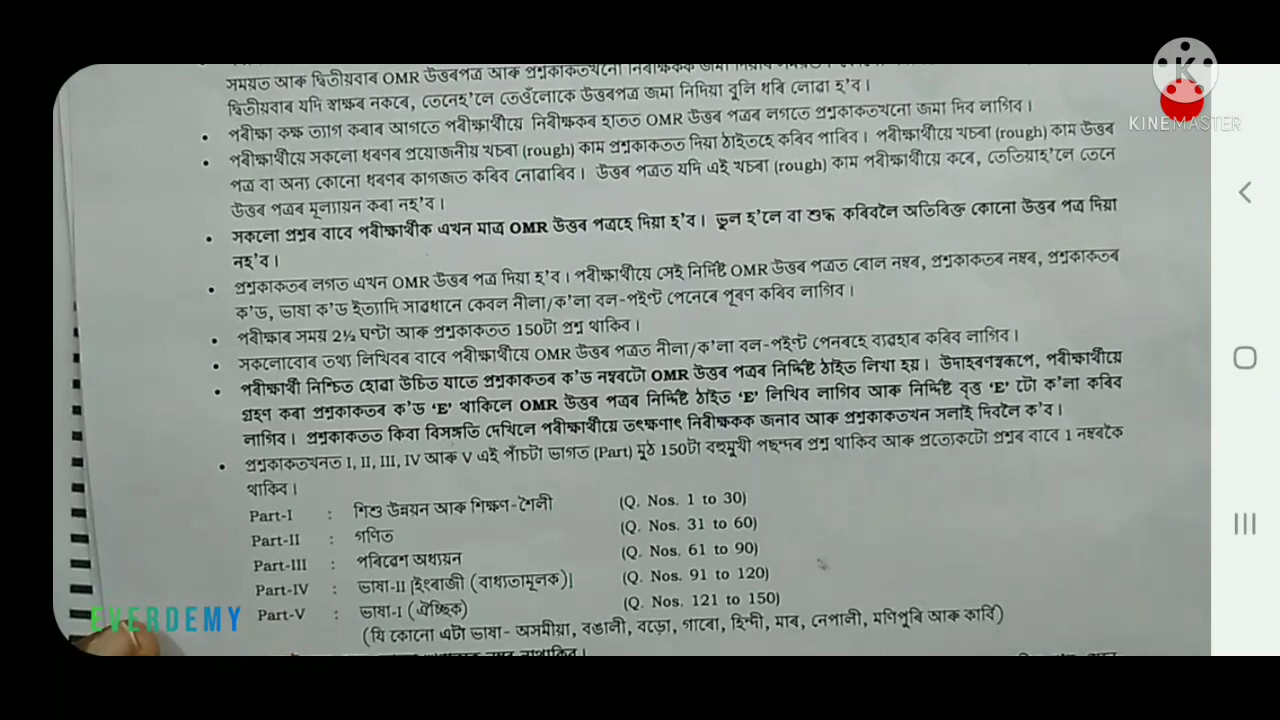 সময়ত আৰু দ্বিতীয়বাৰ OMR উত্তৰপত্ৰ আৰু প্ৰশ্নকাকতখনো নিৰীক্ষকক জমা
দ্বিতীয়বাৰ যদি স্বাক্ষৰ নকৰে, তেনেহ'লে তেওঁলোকে উত্তৰপত্ৰ জমা নিদিয়া বুলি ধৰি লোৱা হ'ব।
• পৰীক্ষা কক্ষ ত্যাগ কৰাৰ আগতে পৰীক্ষাৰ্থীয়ে নিৰীক্ষকৰ হাতত OMR উত্তৰ পত্ৰৰ লগতে প্ৰশ্নকাকতখনো জমা দিব লাগিব।
• পৰীক্ষাৰ্থীয়ে সকলো ধৰণৰ প্ৰয়োজনীয় খচৰা (rough) কাম প্ৰশ্নকাকতত দিয়া ঠাইতহে কৰিব পাৰিব। পৰীক্ষাৰ্থীয়ে খচৰা (rough) কাম উত্তৰ
পত্ৰ বা অন্য কোনো ধৰণৰ কাগজত কৰিব নোৱাৰিব। উত্তৰ পত্ৰত যদি এই খচৰা (rough) কাম পৰীক্ষাৰ্থীয়ে কৰে, তেতিয়াহ'লে তেনে
উত্তৰ পত্ৰৰ মূল্যায়ন কৰা নহ'ব।
• সকলো প্ৰশ্নৰ বাবে পৰীক্ষাৰ্থীক এখন মাত্ৰ OMR উত্তৰ পত্ৰহে দিয়া হ'ব। ভুল হ'লে বা শুদ্ধ কৰিবলৈ অতিৰিক্ত কোনো উত্তৰ পত্ৰ দিয়া
নহ'ব।
• প্ৰশ্নকাকতৰ লগত এখন OMR উত্তৰ পত্ৰ দিয়া হ'ব। পৰীক্ষাৰ্থীয়ে সেই নিৰ্দিষ্ট OMR উত্তৰ পত্ৰত ৰোল নম্বৰ, প্ৰশ্নকাকতৰ নম্বৰ, প্ৰশ্নকাকতৰ
ক'ড, ভাষা ক'ড ইত্যাদি সাৱধানে কেবল নীলা/ক'লা বল-পইণ্ট পেনেৰে পূৰণ কৰিব লাগিব।
• পৰীক্ষাৰ সময় 2½ ঘণ্টা আৰু প্ৰশ্নকাকতত 150টা প্ৰশ্ন থাকিব।
• সকলোবোৰ তথ্য লিখিবৰ বাবে পৰীক্ষাৰ্থীয়ে OMR উত্তৰ পত্ৰত নীলা/ক'লা বল-পইণ্ট পেনৰহে ব্যৱহাৰ কৰিব লাগিব।
• পৰীক্ষাৰ্থী নিশ্চিত হোৱা উচিত যাতে প্ৰশ্নকাকতৰ ক'ড নম্বৰটো OMR উত্তৰ পত্ৰৰ নিৰ্দ্দিষ্ট ঠাইত লিখা হয়। উদাহৰণস্বৰূপে, পৰীক্ষাৰ্থীয়ে
গ্ৰহণ কৰা প্ৰশ্নকাকতৰ ক'ড ‘E’ থাকিলে OMR উত্তৰ পত্ৰৰ নিৰ্দ্দিষ্ট ঠাইত ‘E’ লিখিব লাগিব আৰু নিৰ্দ্দিষ্ট বৃত্ত ‘E’ টো ক'লা কৰিব
লাগিব। প্ৰশ্নকাকতত কিবা বিসঙ্গতি দেখিলে পৰীক্ষাৰ্থীয়ে তৎক্ষণাৎ নিৰীক্ষকক জনাব আৰু প্ৰশ্নকাকতখন সলাই দিবলৈ ক'ব।
• প্ৰশ্নকাকতখনত I, II, III, IV আৰু V এই পাঁচটা ভাগত (Part) মুঠ 150টা বহুমুখী পছন্দৰ প্ৰশ্ন থাকিব আৰু প্ৰত্যেকটো প্ৰশ্নৰ বাবে 1 নম্বৰকৈ
থাকিব।
Part-I : শিশু উন্নয়ন আৰু শিক্ষণ-শৈলী (Q. Nos. 1 to 30)
Part-II : গণিত (Q. Nos. 31 to 60)
Part-III : পৰিৱেশ অধ্যয়ন (Q. Nos. 61 to 90)
Part-IV : ভাষা-II [ইংৰাজী (বাধ্যতামূলক)] (Q. Nos. 91 to 120)
Part-V : ভাষা-I (ঐচ্ছিক) (Q. Nos. 121 to 150)
(যি কোনো এটা ভাষা- অসমীয়া, বঙালী, বড়ো, গাৰো, হিন্দী, মাৰ, নেপালী, মণিপুৰি আৰু কাৰ্বি)
EVERDEMY
K
KINEMASTER